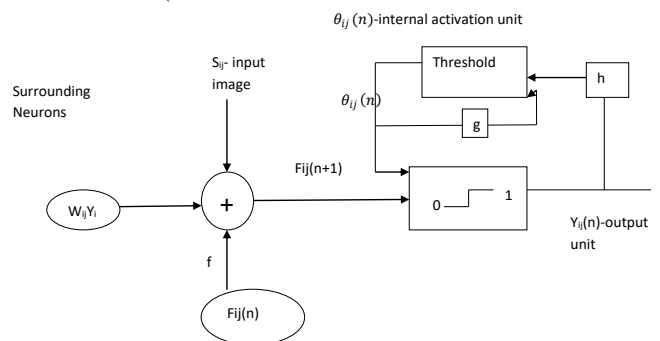 θij(n)-internal activation unit
Sij- input
image
Threshold
h
Surrounding
Neurons
θij(n)
g
Fij(n+1)
WijYi
+
0
1
Yij(n)-output
unit
f
Fij(n)